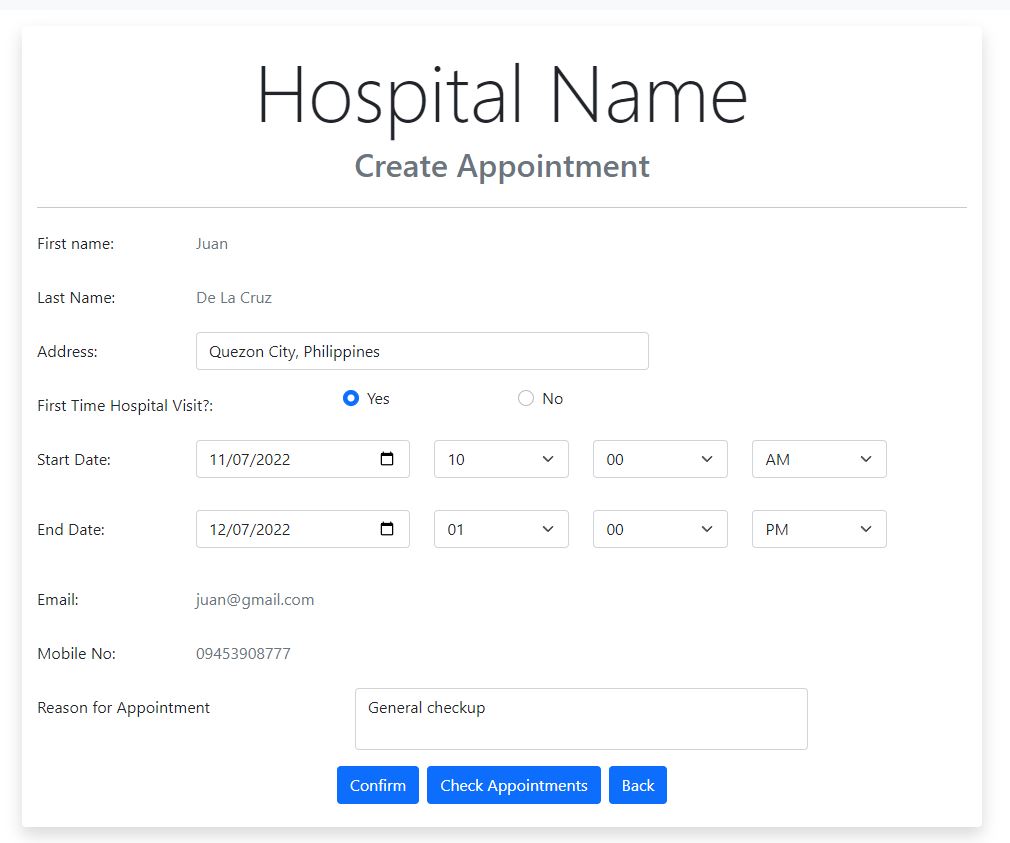 Hospital Name
Create Appointment
First name: Juan
Last Name: De La Cruz
Address: Quezon City, Philippines
First Time Hospital Visit?: Yes No
Start Date: 11/07/2022 10 00 AM
End Date: 12/07/2022 01 00 PM
Email: juan@gmail.com
Mobile No: 09453908777
Reason for Appointment General checkup
Confirm Check Appointments Back